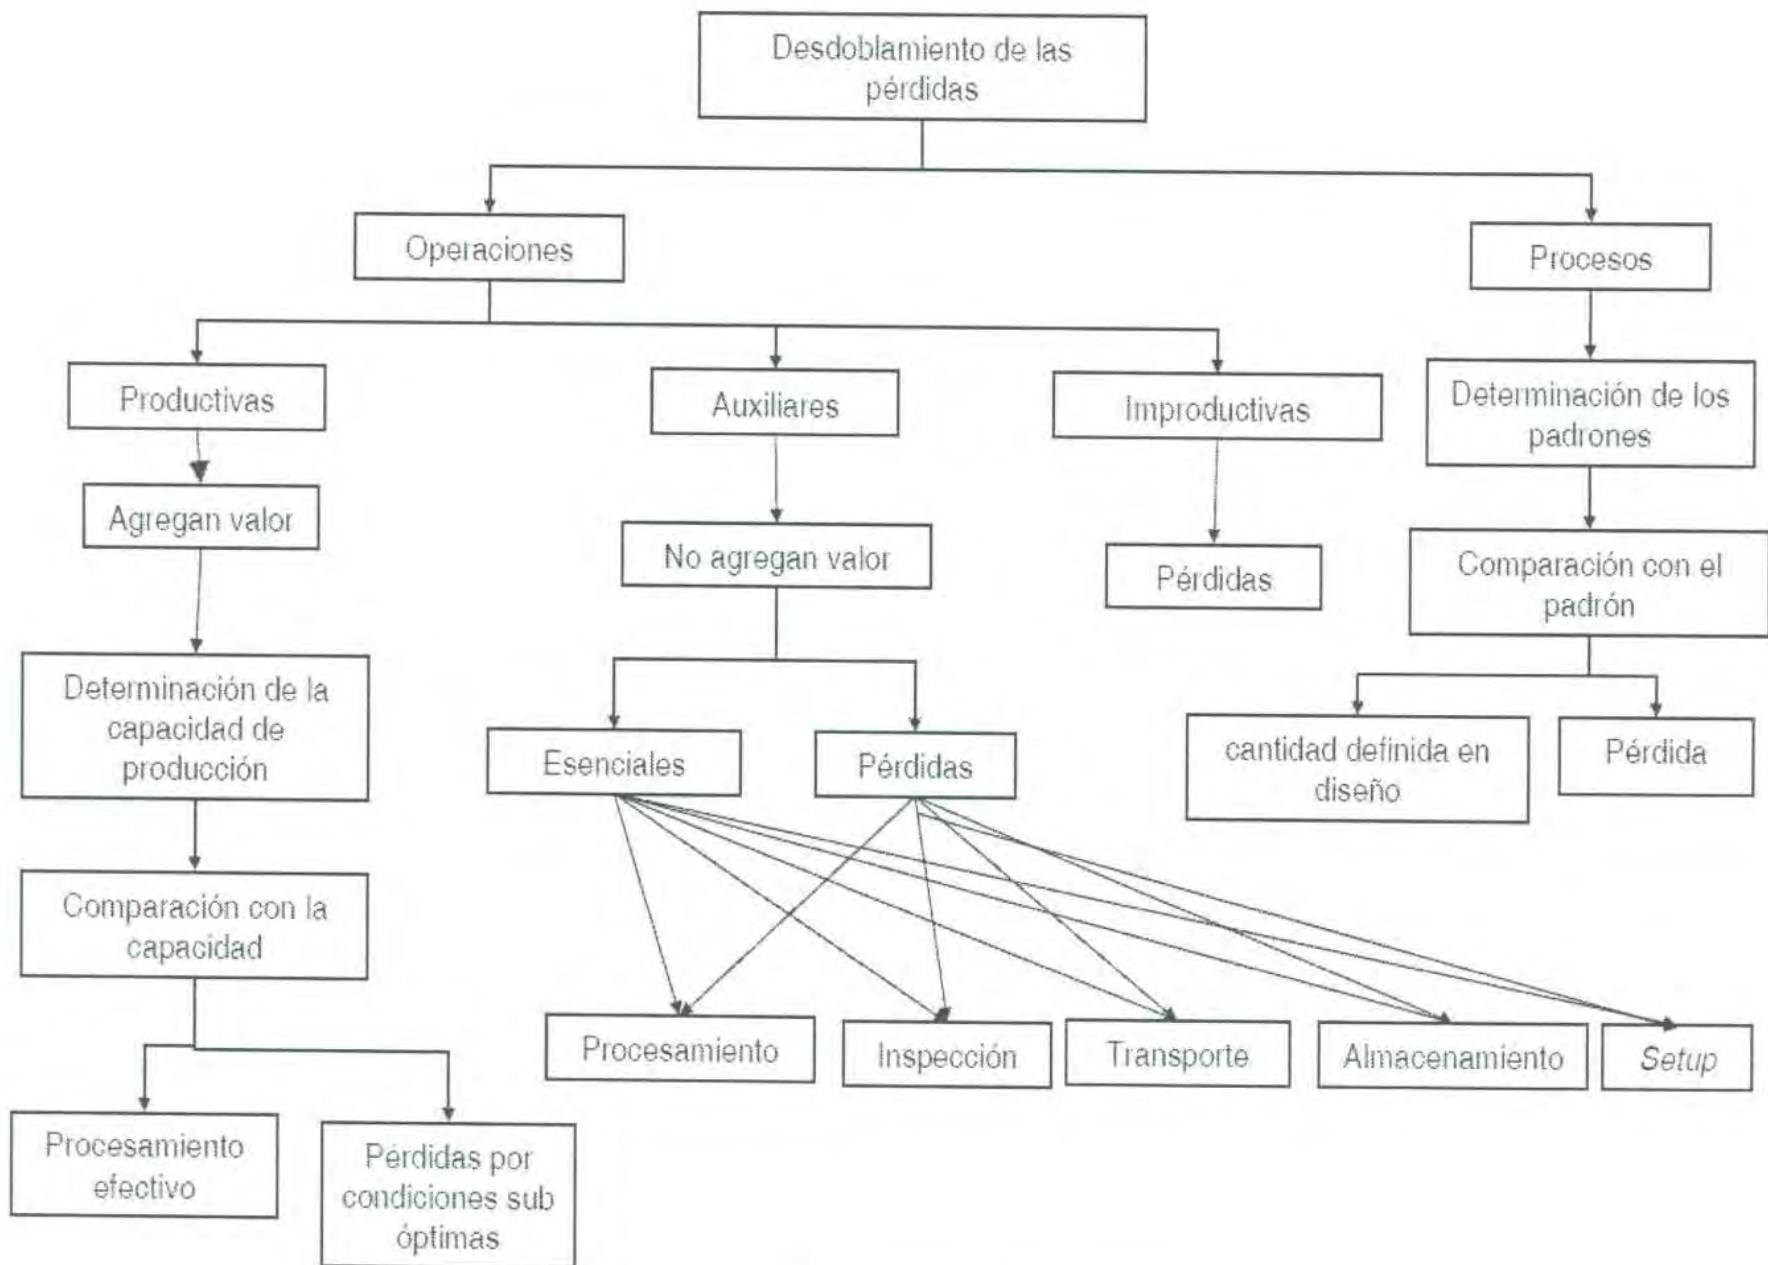 Desdoblamiento de las
pérdidas
Operaciones
Procesos
Productivas
Auxiliares
Improductivas
Determinación de los
padrones
Agregan valor
No agregan valor
Pérdidas
Comparación con el
padrón
Determinación de la
capacidad de
producción
Esenciales
Pérdidas
cantidad definida en
diseño
Pérdida
Comparación con la
capacidad
Procesamiento
Inspección
Transporte
Almacenamiento
Setup
Procesamiento
efectivo
Pérdidas por
condiciones sub
óptimas